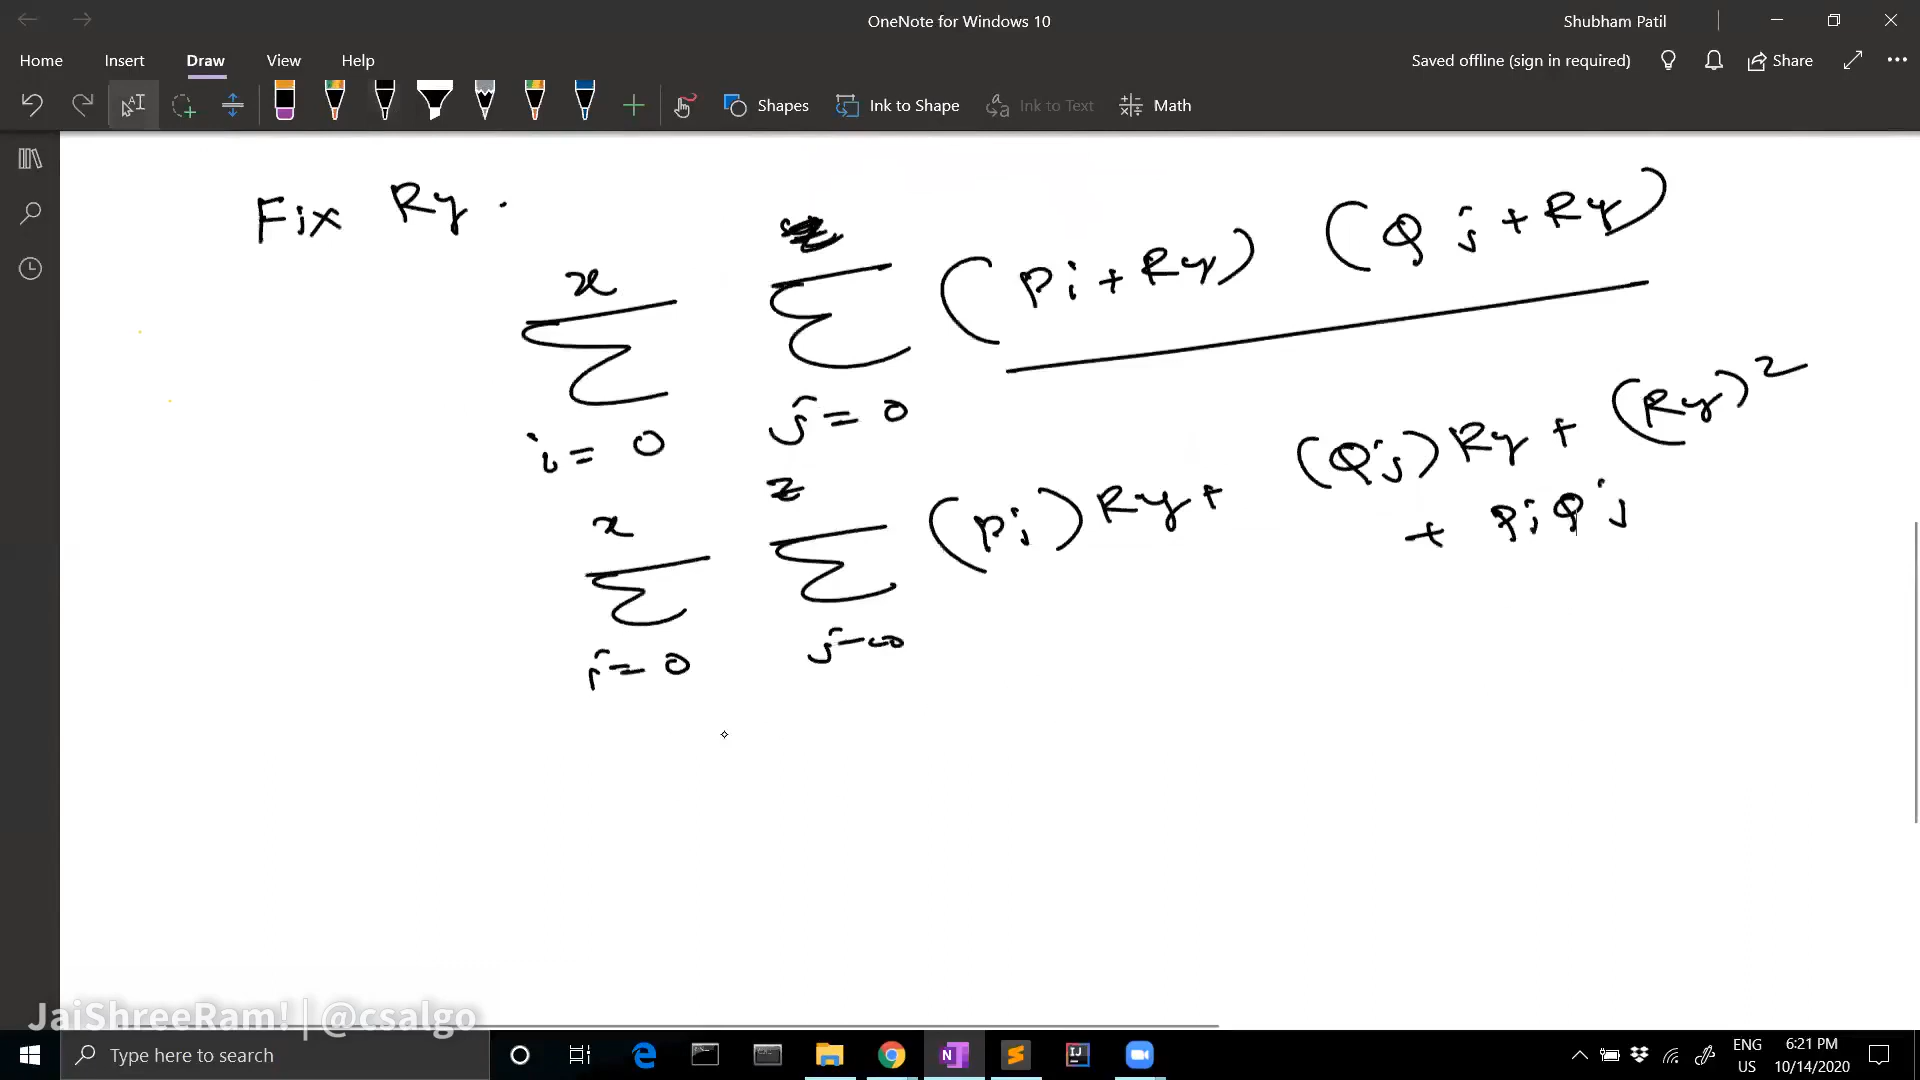 OneNote for Windows 10
Shubham Patil
Home Insert Draw View Help
Saved offline (sign in required) Share
Shapes Ink to Shape Ink to Text Math
Fix Ry.
x
∑ ∑ (Pi + Ry) (Qj + Ry)
i = 0 j = 0
x z
∑ ∑ (Pi) Ry + (Qj) Ry + (Ry)²
+ Pi Qj
i = 0 j = 0
JaiShreeRam! | @csalgo
Type here to search
ENG
US
6:21 PM
10/14/2020